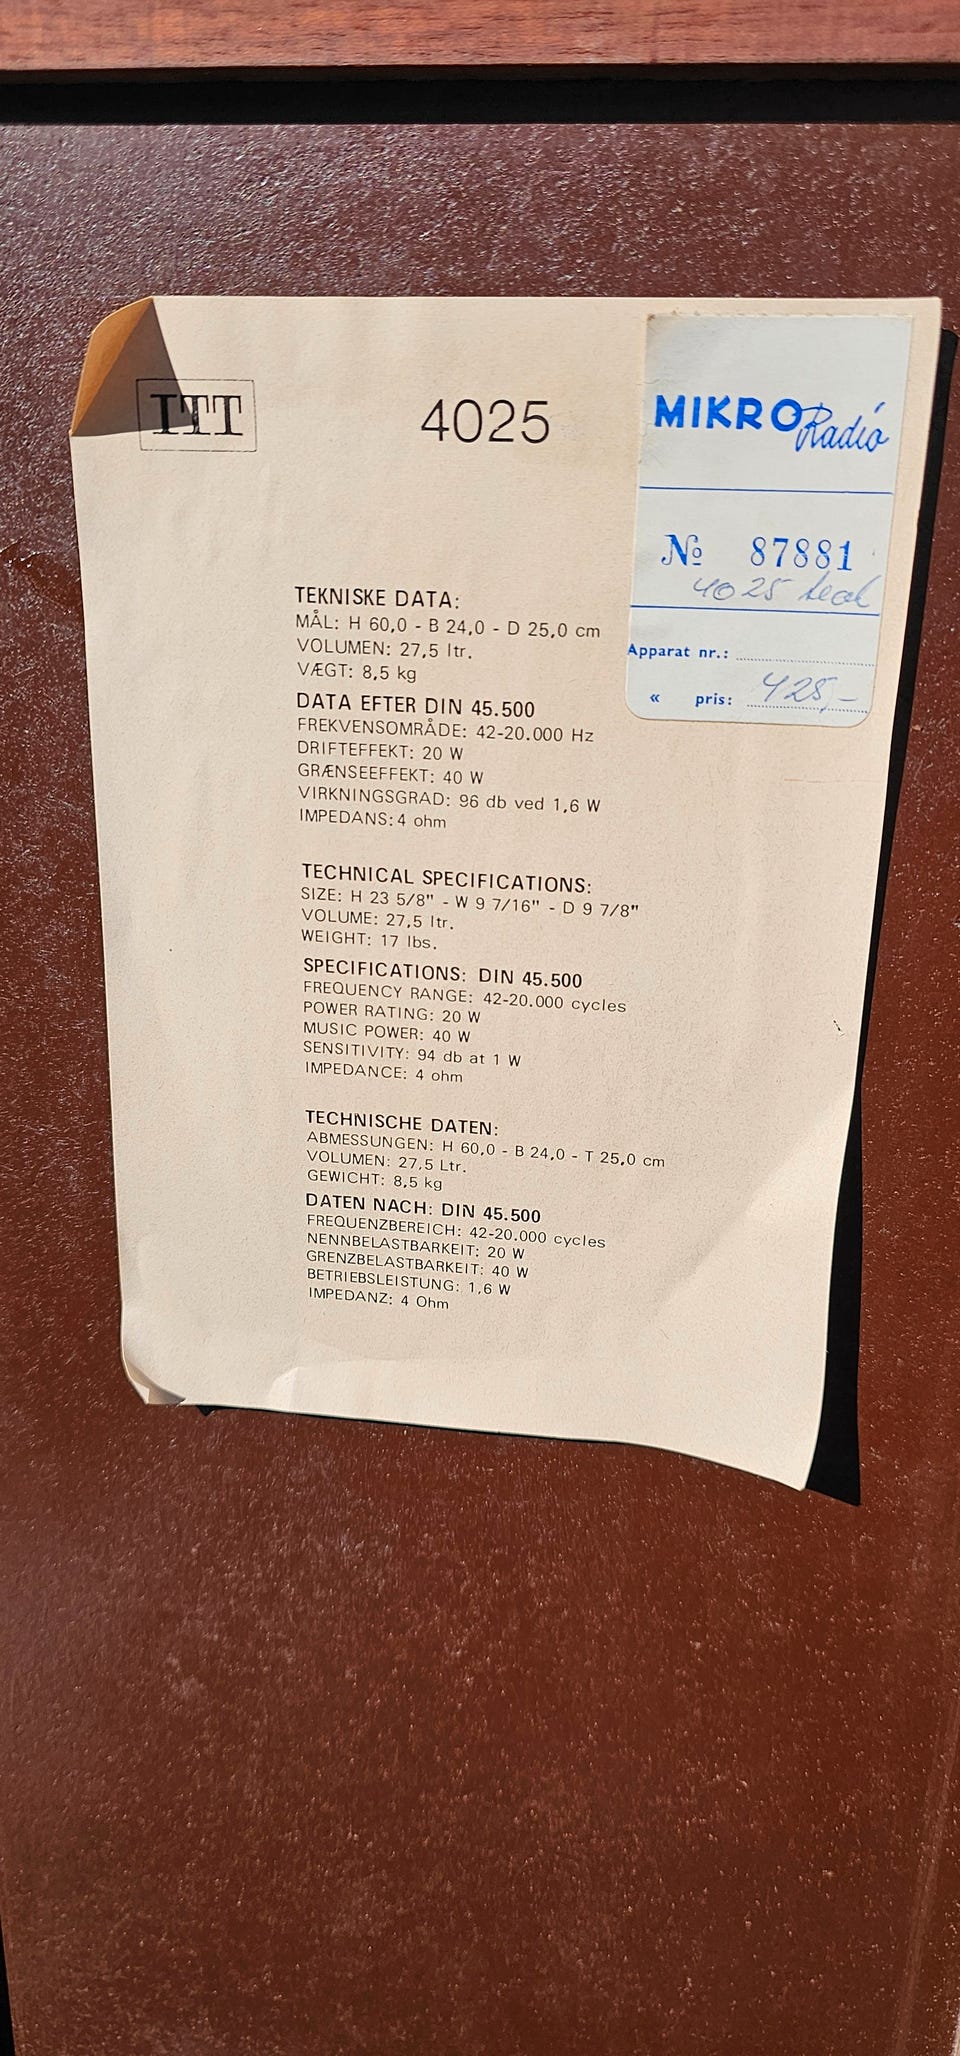 ITT
4025
MIKRO Radio
№ 87881
4025 teak
Apparat nr.:
« pris: 425,-
TEKNISKE DATA:
MÅL: H 60,0 - B 24,0 - D 25,0 cm
VOLUMEN: 27,5 ltr.
VÆGT: 8,5 kg
DATA EFTER DIN 45.500
FREKVENSOMRÅDE: 42-20.000 Hz
DRIFTEFFEKT: 20 W
GRÆNSEEFFEKT: 40 W
VIRKNINGSGRAD: 96 db ved 1,6 W
IMPEDANS: 4 ohm
TECHNICAL SPECIFICATIONS:
SIZE: H 23 5/8" - W 9 7/16" - D 9 7/8"
VOLUME: 27,5 ltr.
WEIGHT: 17 lbs.
SPECIFICATIONS: DIN 45.500
FREQUENCY RANGE: 42-20.000 cycles
POWER RATING: 20 W
MUSIC POWER: 40 W
SENSITIVITY: 94 db at 1 W
IMPEDANCE: 4 ohm
TECHNISCHE DATEN:
ABMESSUNGEN: H 60,0 - B 24,0 - T 25,0 cm
VOLUMEN: 27,5 Ltr.
GEWICHT: 8,5 kg
DATEN NACH: DIN 45.500
FREQUENZBEREICH: 42-20.000 cycles
NENNBELASTBARKEIT: 20 W
GRENZBELASTBARKEIT: 40 W
BETRIEBSLEISTUNG: 1,6 W
IMPEDANZ: 4 Ohm